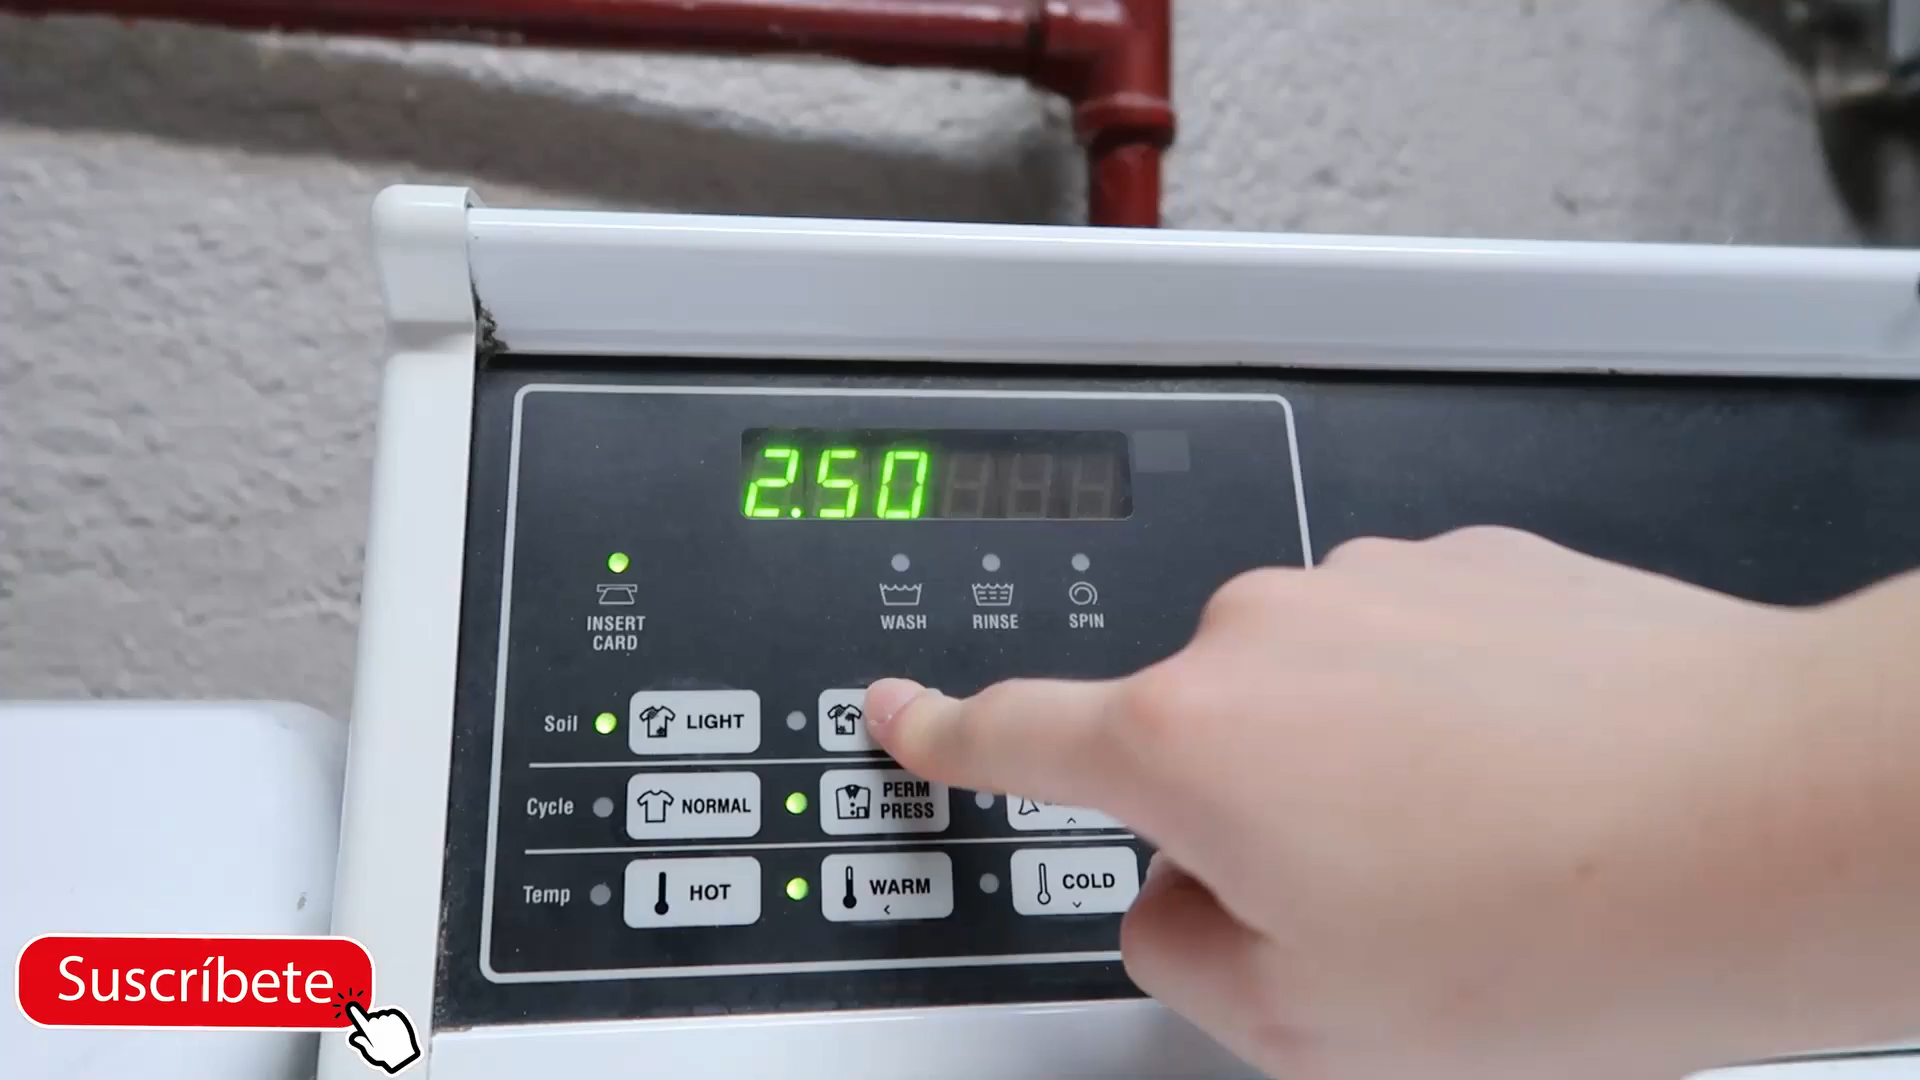 2.50
INSERT
CARD
WASH
RINSE
SPIN
Soil
LIGHT
Cycle
NORMAL
PERM
PRESS
Temp
HOT
WARM
COLD
Suscríbete